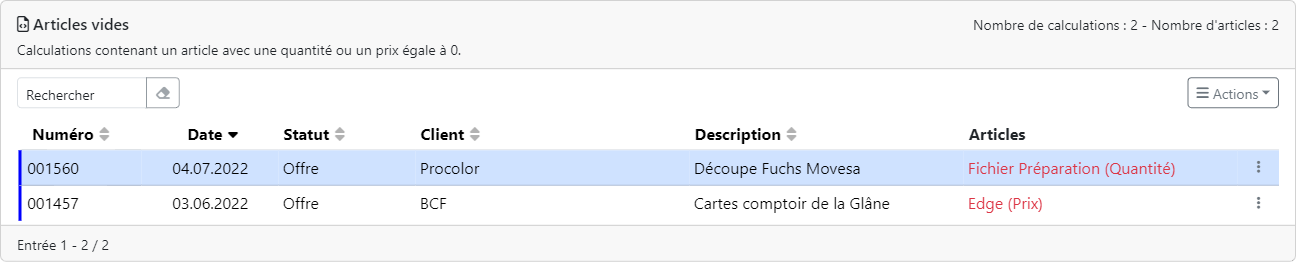 Articles vides
Nombre de calculations : 2 - Nombre d'articles : 2
Calculations contenant un article avec une quantité ou un prix égale à 0.
Rechercher
Actions
Numéro Date Statut Client Description Articles
001560 04.07.2022 Offre Procolor Découpe Fuchs Movesa Fichier Préparation (Quantité)
001457 03.06.2022 Offre BCF Cartes comptoir de la Glâne Edge (Prix)
Entrée 1 - 2 / 2